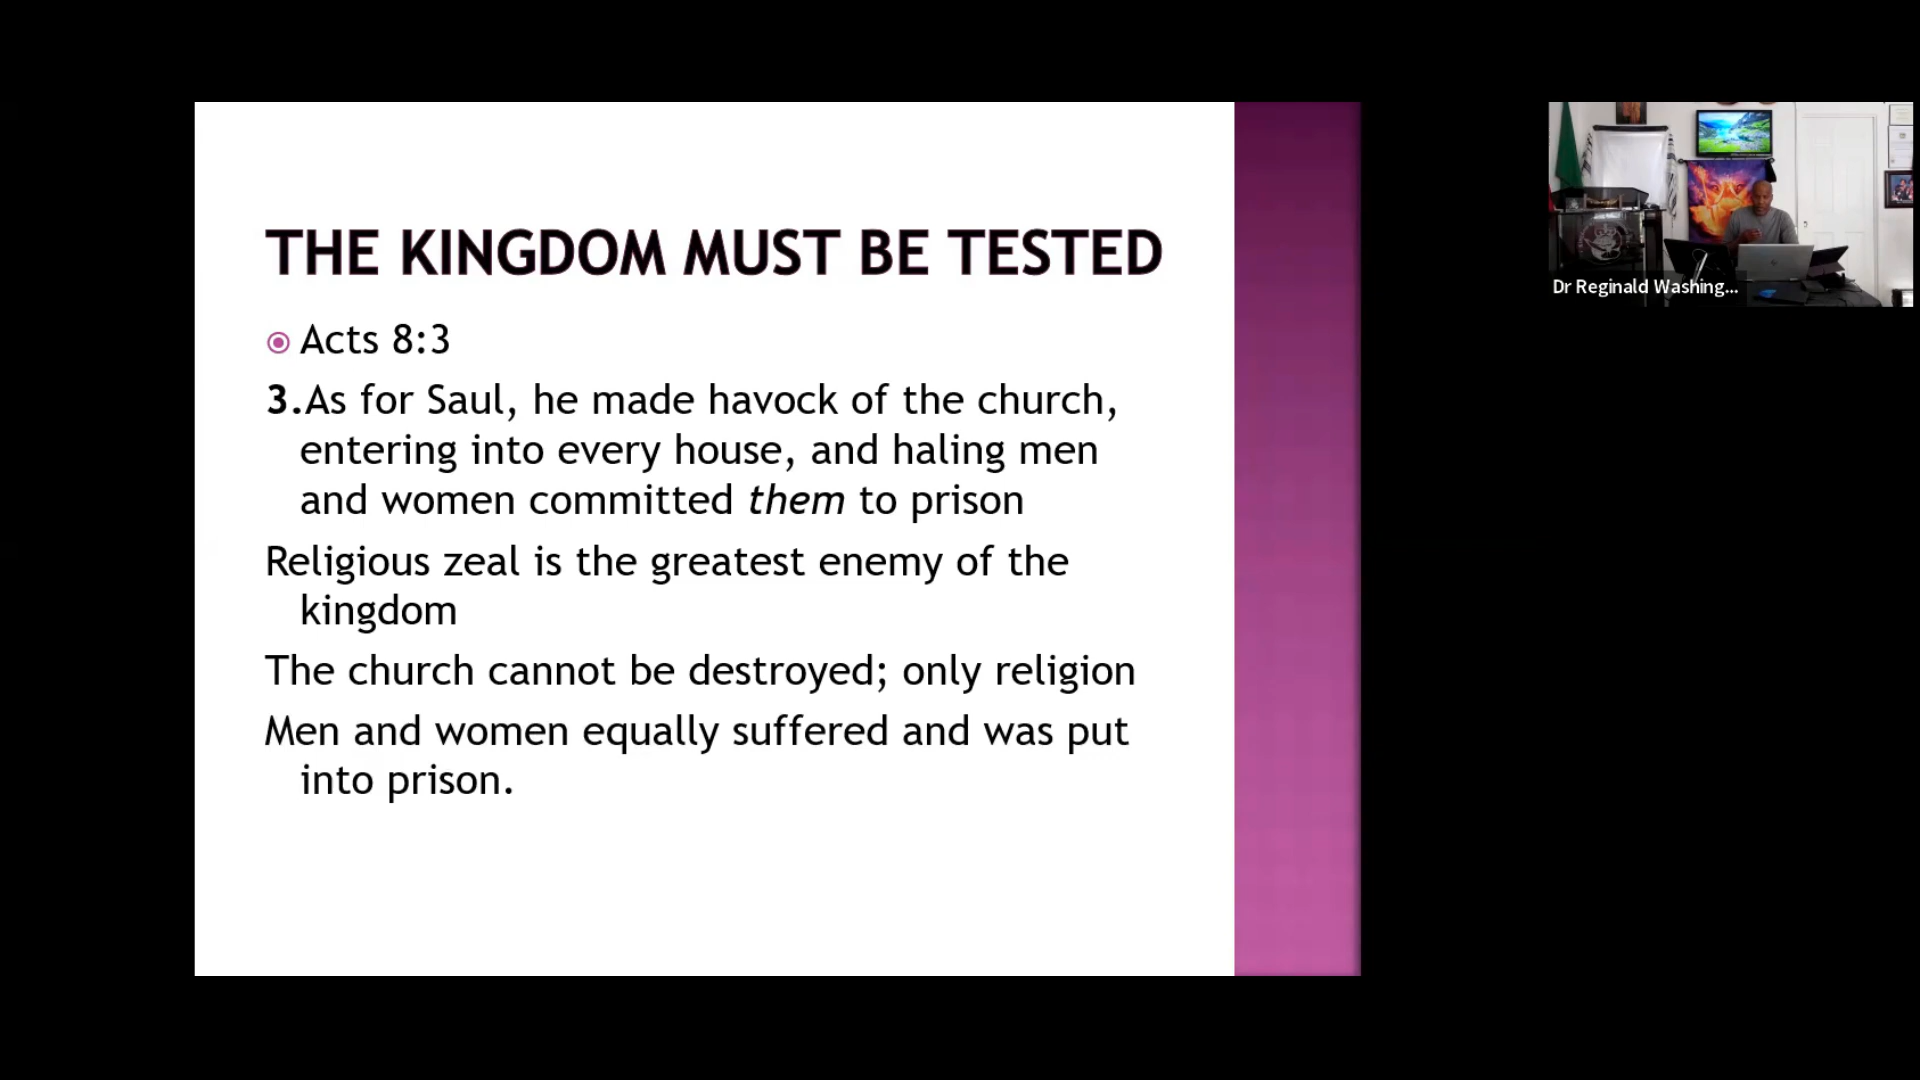 THE KINGDOM MUST BE TESTED
Acts 8:3
3.As for Saul, he made havock of the church,
entering into every house, and haling men
and women committed them to prison
Religious zeal is the greatest enemy of the
kingdom
The church cannot be destroyed; only religion
Men and women equally suffered and was put
into prison.
Dr Reginald Washing...